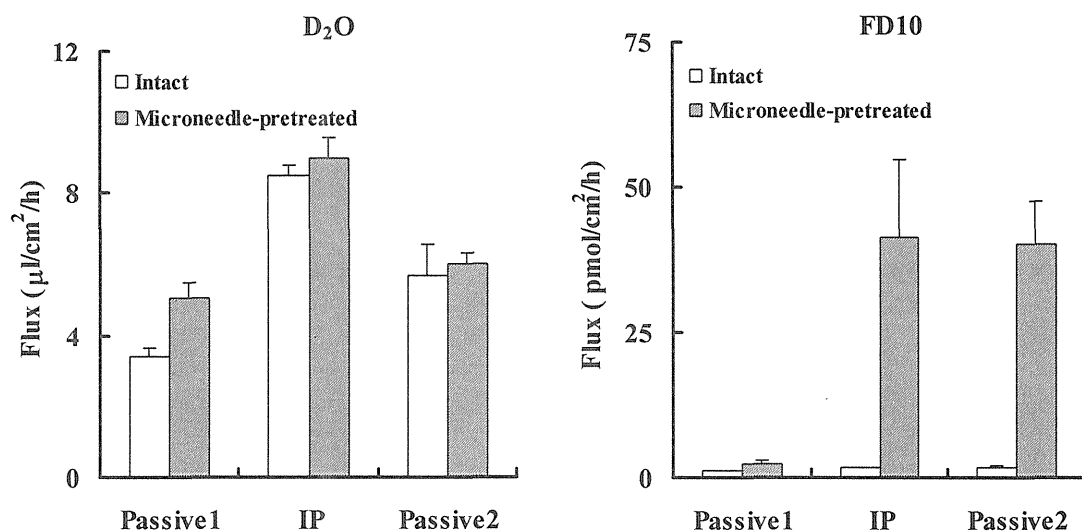 D₂O
12
8
4
0
Flux (μl/cm²/h)
Intact
Microneedle-pretreated
Passive1 IP Passive2
FD10
75
50
25
0
Flux (pmol/cm²/h)
Intact
Microneedle-pretreated
Passive1 IP Passive2